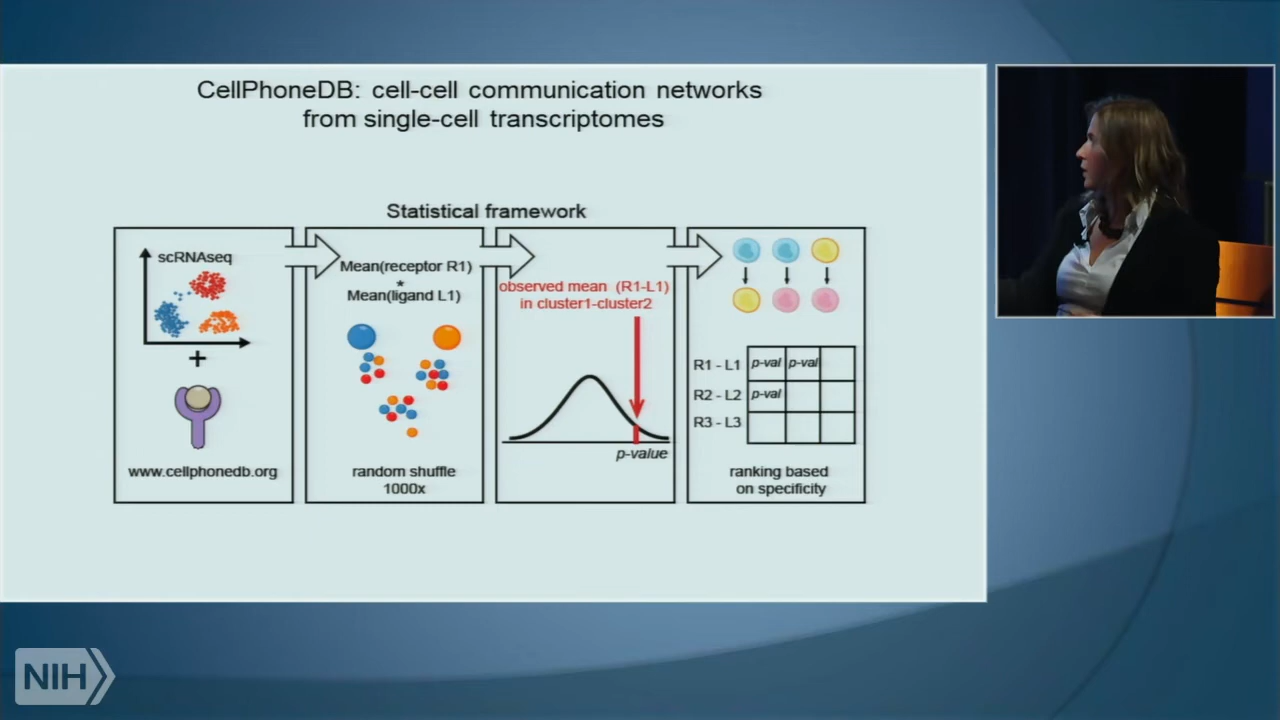 CellPhoneDB: cell-cell communication networks
from single-cell transcriptomes
Statistical framework
scRNAseq
+
www.cellphonedb.org
Mean(receptor R1)
*
Mean(ligand L1)
random shuffle
1000x
observed mean (R1-L1)
in cluster1-cluster2
p-value
R1 - L1 p-val p-val
R2 - L2 p-val
R3 - L3
ranking based
on specificity
NIH